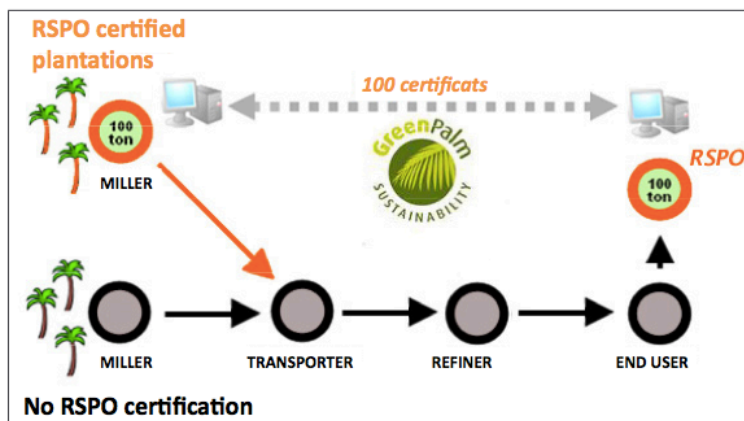 RSPO certified
plantations
100 certificats
100
ton
MILLER
GreenPalm
SUSTAINABILITY
RSPO
100
ton
MILLER
TRANSPORTER
REFINER
END USER
No RSPO certification